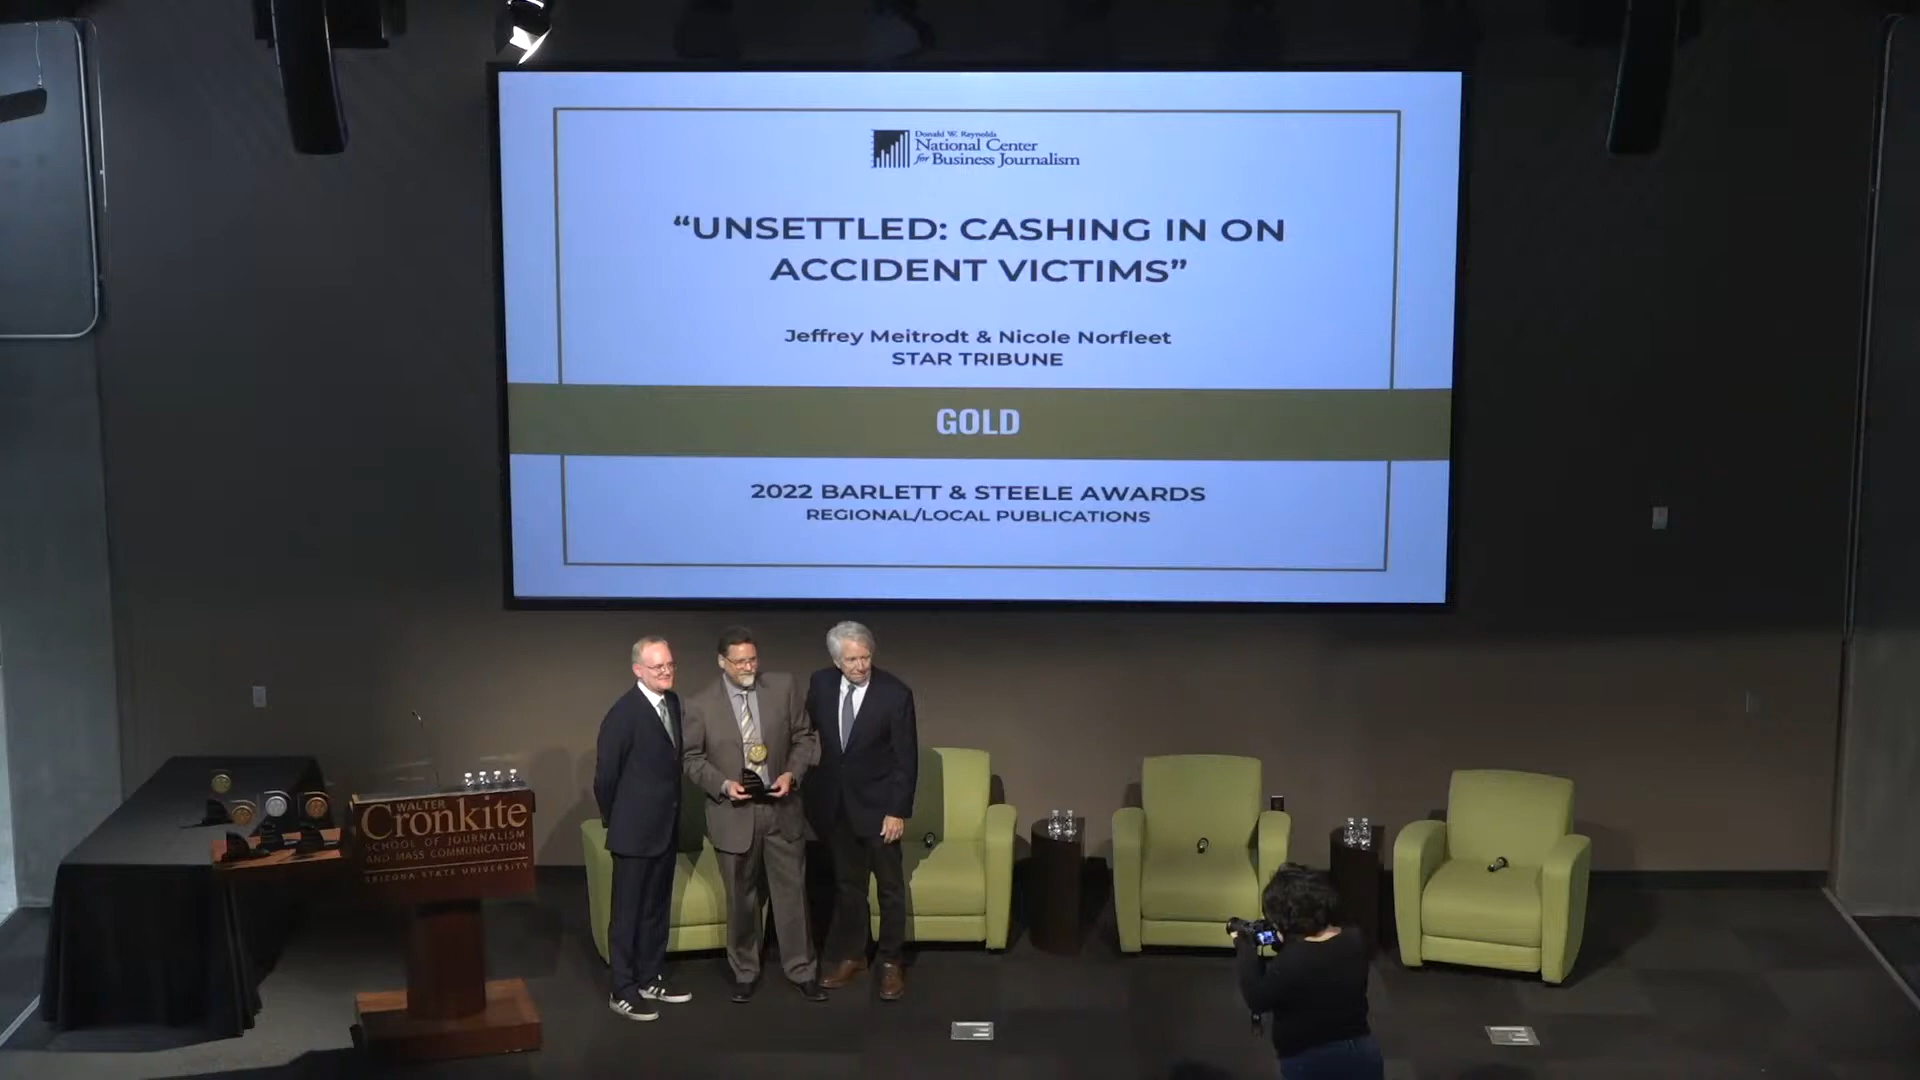 Donald W. Reynolds
National Center
for Business Journalism
“UNSETTLED: CASHING IN ON
ACCIDENT VICTIMS”
Jeffrey Meitrodt & Nicole Norfleet
STAR TRIBUNE
GOLD
2022 BARLETT & STEELE AWARDS
REGIONAL/LOCAL PUBLICATIONS
WALTER
Cronkite
SCHOOL OF JOURNALISM
AND MASS COMMUNICATION
ARIZONA STATE UNIVERSITY